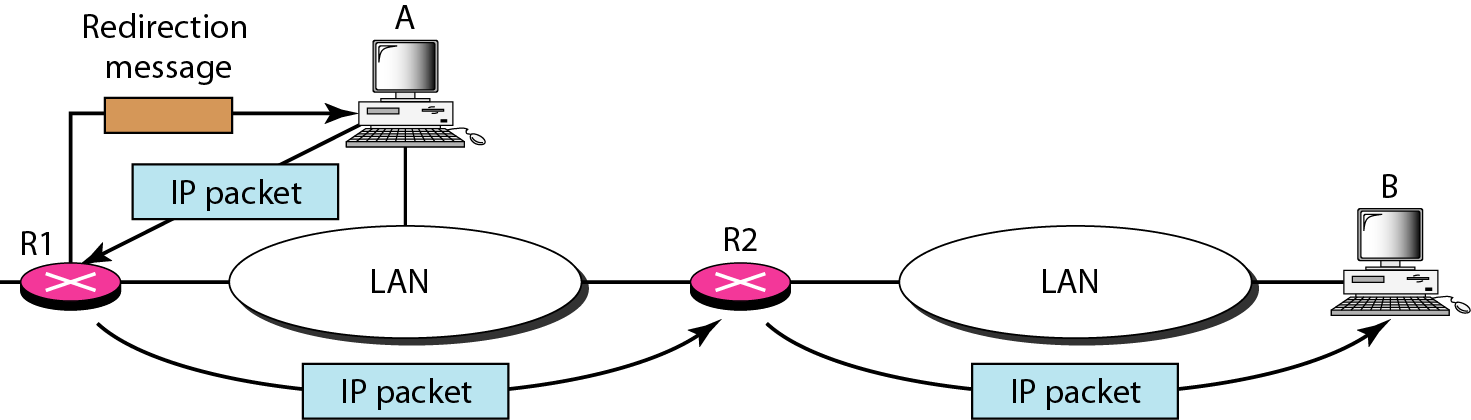 Redirection
message
A
IP packet
B
R1
R2
LAN
LAN
IP packet
IP packet